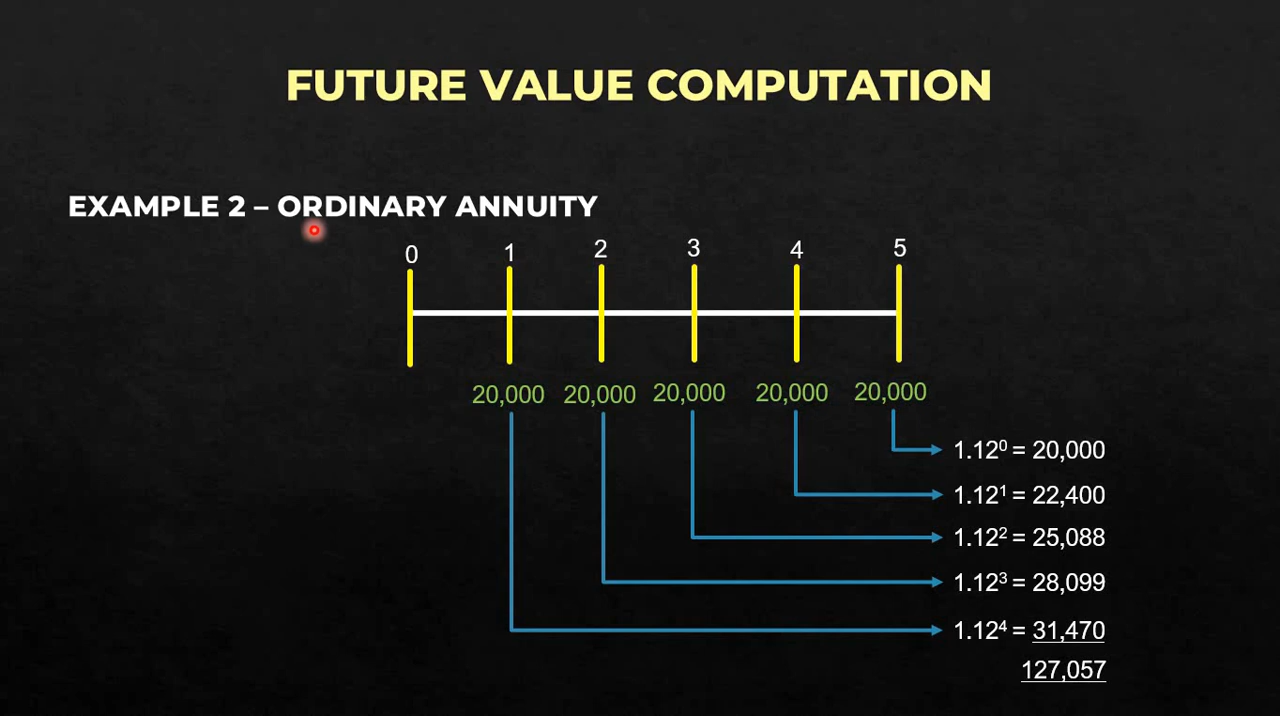 FUTURE VALUE COMPUTATION
EXAMPLE 2 – ORDINARY ANNUITY
0 1 2 3 4 5
20,000 20,000 20,000 20,000 20,000
1.12⁰ = 20,000
1.12¹ = 22,400
1.12² = 25,088
1.12³ = 28,099
1.12⁴ = 31,470
127,057